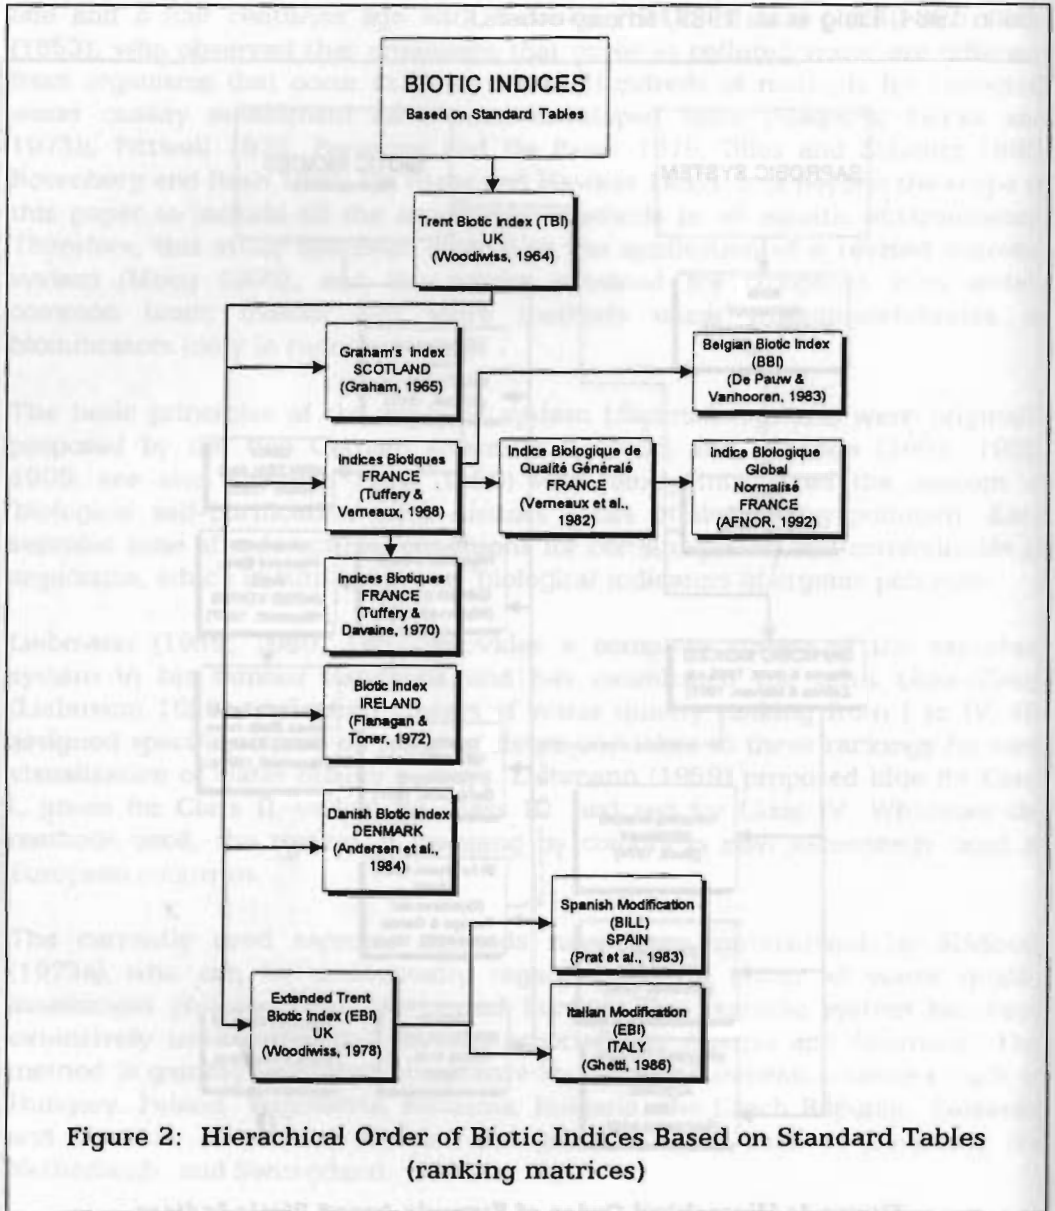 BIOTIC INDICES
Based on Standard Tables
Trent Biotic Index (TBI)
UK
(Woodiwiss, 1964)
Graham's Index
SCOTLAND
(Graham, 1965)
Belgian Biotic Index
(BBI)
(De Pauw &
Vanhooren, 1983)
Indices Biotiques
FRANCE
(Tuffery &
Verneaux, 1968)
Indice Biologique de
Qualité Généralé
FRANCE
(Verneaux et al.,
1982)
Indice Biologique
Global
Normalisé
FRANCE
(AFNOR, 1992)
Indices Biotiques
FRANCE
(Tuffery &
Davaine, 1970)
Biotic Index
IRELAND
(Flanagan &
Toner, 1972)
Danish Biotic Index
DENMARK
(Andersen et al.,
1984)
Spanish Modification
(BILL)
SPAIN
(Prat et al., 1983)
Extended Trent
Biotic Index (EBI)
UK
(Woodiwiss, 1978)
Italian Modification
(EBI)
ITALY
(Ghetti, 1986)
Figure 2: Hierachical Order of Biotic Indices Based on Standard Tables
(ranking matrices)